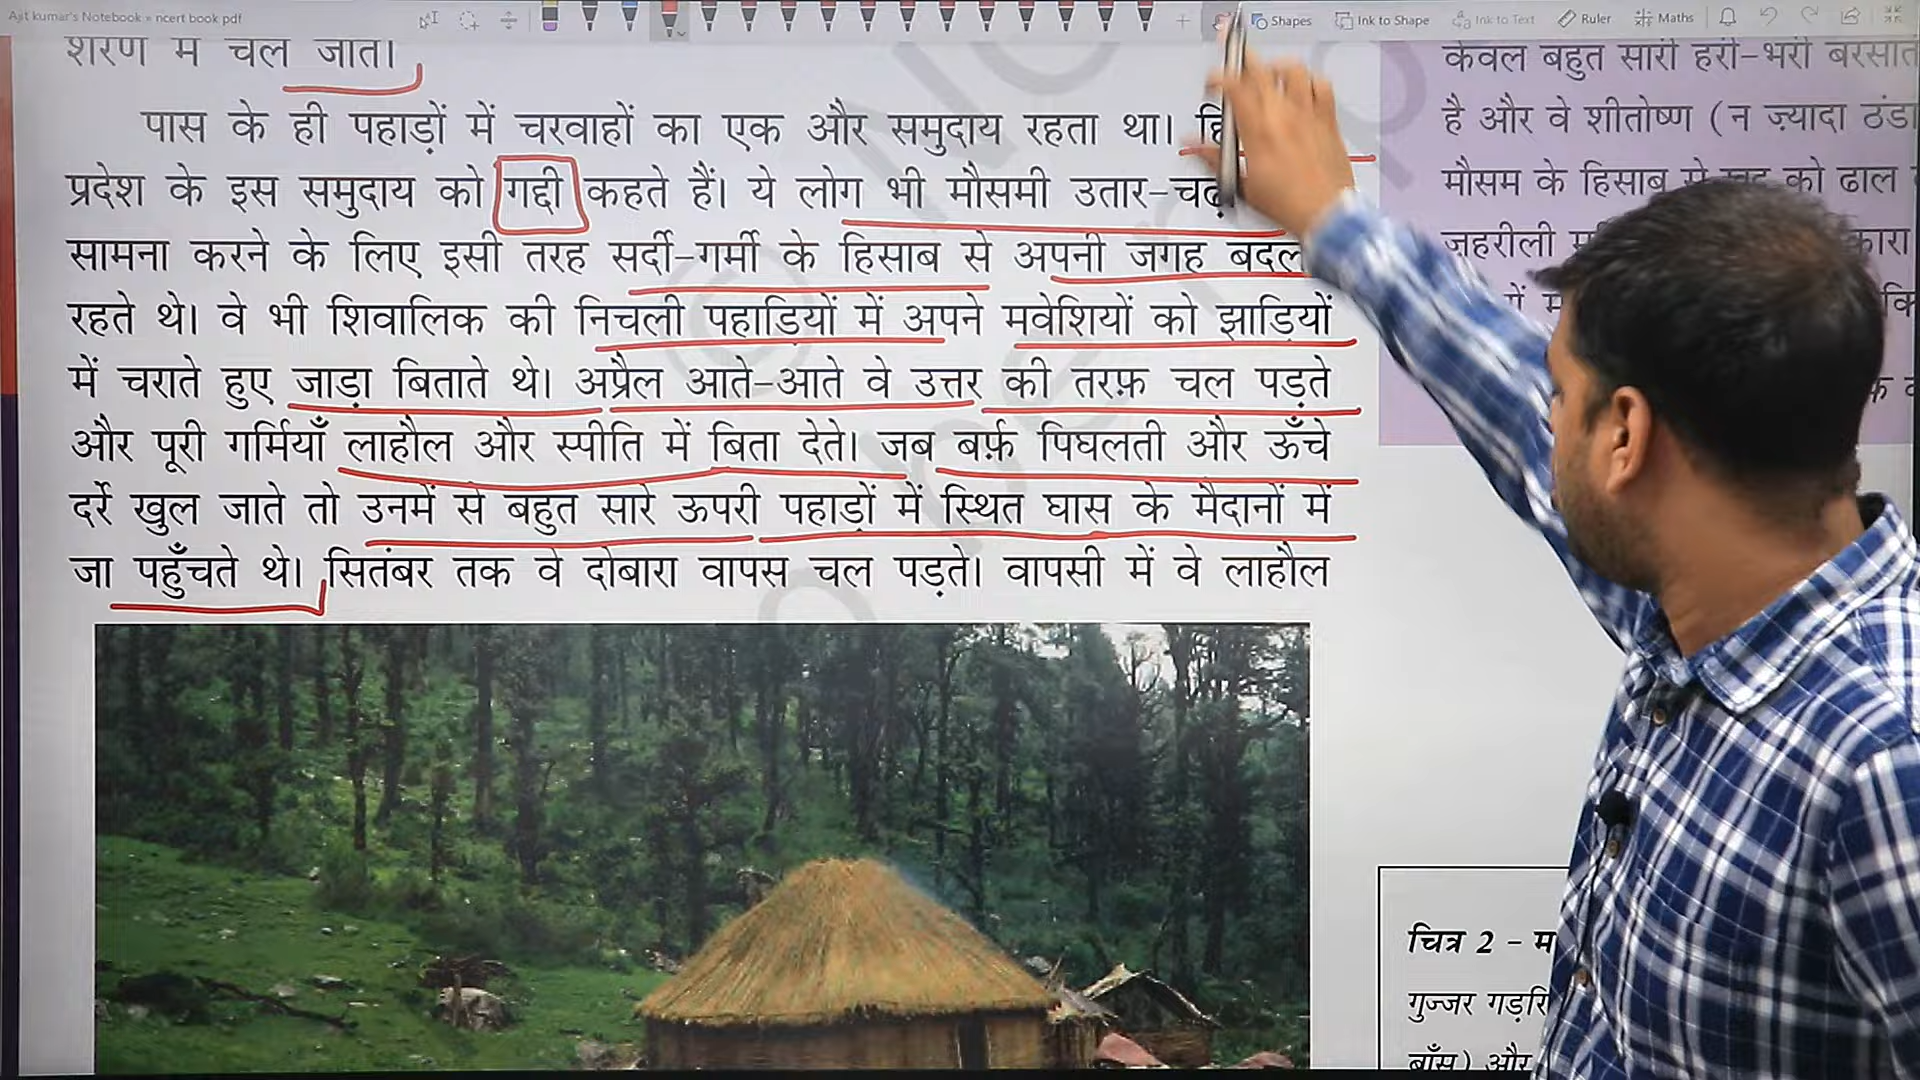 Ajit kumar's Notebook » ncert book pdf
Shapes
Ink to Shape
Ink to Text
Ruler
Maths
शरण म चल जात।
पास के ही पहाड़ों में चरवाहों का एक और समुदाय रहता था।
प्रदेश के इस समुदाय को गद्दी कहते हैं। ये लोग भी मौसमी उतार-चढ़
सामना करने के लिए इसी तरह सर्दी-गर्मी के हिसाब से अपनी जगह बदल
रहते थे। वे भी शिवालिक की निचली पहाड़ियों में अपने मवेशियों को झाड़ियों
में चराते हुए जाड़ा बिताते थे। अप्रैल आते-आते वे उत्तर की तरफ़ चल पड़ते
और पूरी गर्मियाँ लाहौल और स्पीति में बिता देते। जब बर्फ़ पिघलती और ऊँचे
दर्रे खुल जाते तो उनमें से बहुत सारे ऊपरी पहाड़ों में स्थित घास के मैदानों में
जा पहुँचते थे। सितंबर तक वे दोबारा वापस चल पड़ते। वापसी में वे लाहौल
केवल बहुत सारी हरी-भरी बरसात
है और वे शीतोष्ण (न ज़्यादा ठंडा
मौसम के हिसाब को ढाल
ज़हरीली
चित्र 2 -
गुज्जर गड़रि
बाँस) और